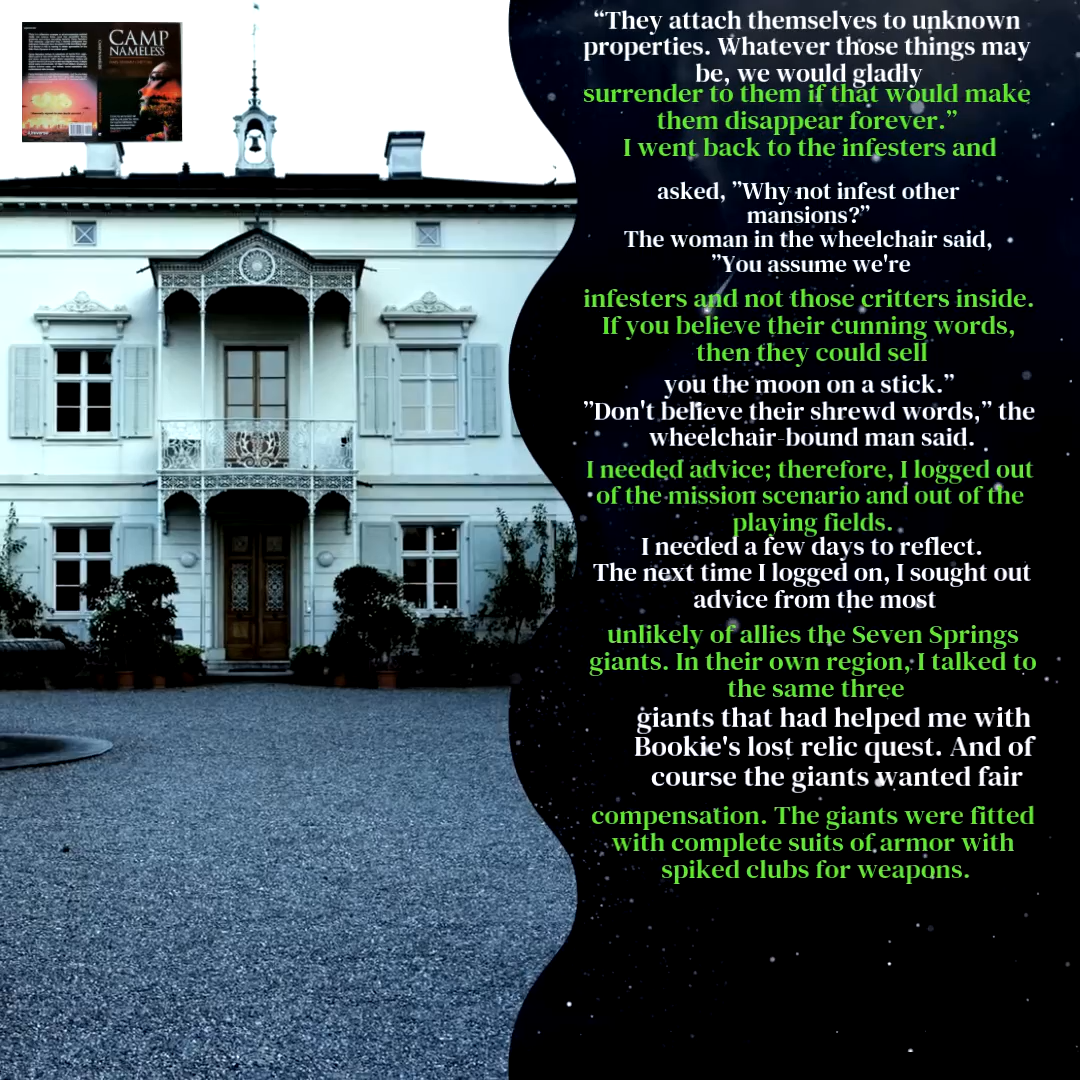 CAMP
NAMELESS
“They attach themselves to unknown
properties. Whatever those things may
be, we would gladly
surrender to them if that would make
them disappear forever.”
I went back to the infesters and
asked, ”Why not infest other
mansions?”
The woman in the wheelchair said,
”You assume we're
infesters and not those critters inside.
If you believe their cunning words,
then they could sell
you the moon on a stick.”
”Don't believe their shrewd words,” the
wheelchair-bound man said.
I needed advice; therefore, I logged out
of the mission scenario and out of the
playing fields.
I needed a few days to reflect.
The next time I logged on, I sought out
advice from the most
unlikely of allies the Seven Springs
giants. In their own region, I talked to
the same three
giants that had helped me with
Bookie's lost relic quest. And of
course the giants wanted fair
compensation. The giants were fitted
with complete suits of armor with
spiked clubs for weapons.